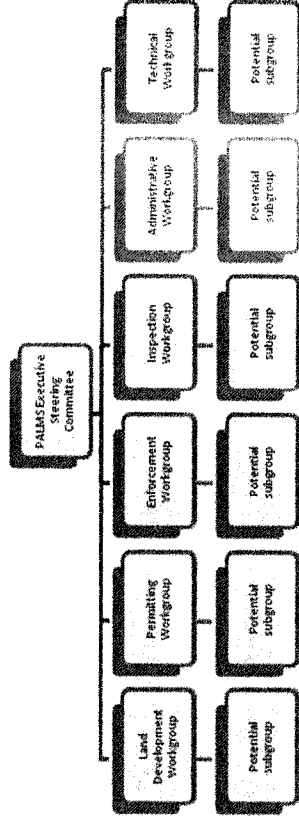 PALMS Executive
Steering
Committee
Land
Development
Workgroup
Permitting
Workgroup
Enforcement
Workgroup
Inspection
Workgroup
Administrative
Workgroup
Technical
Workgroup
Potential
subgroup
Potential
subgroup
Potential
subgroup
Potential
subgroup
Potential
subgroup
Potential
subgroup